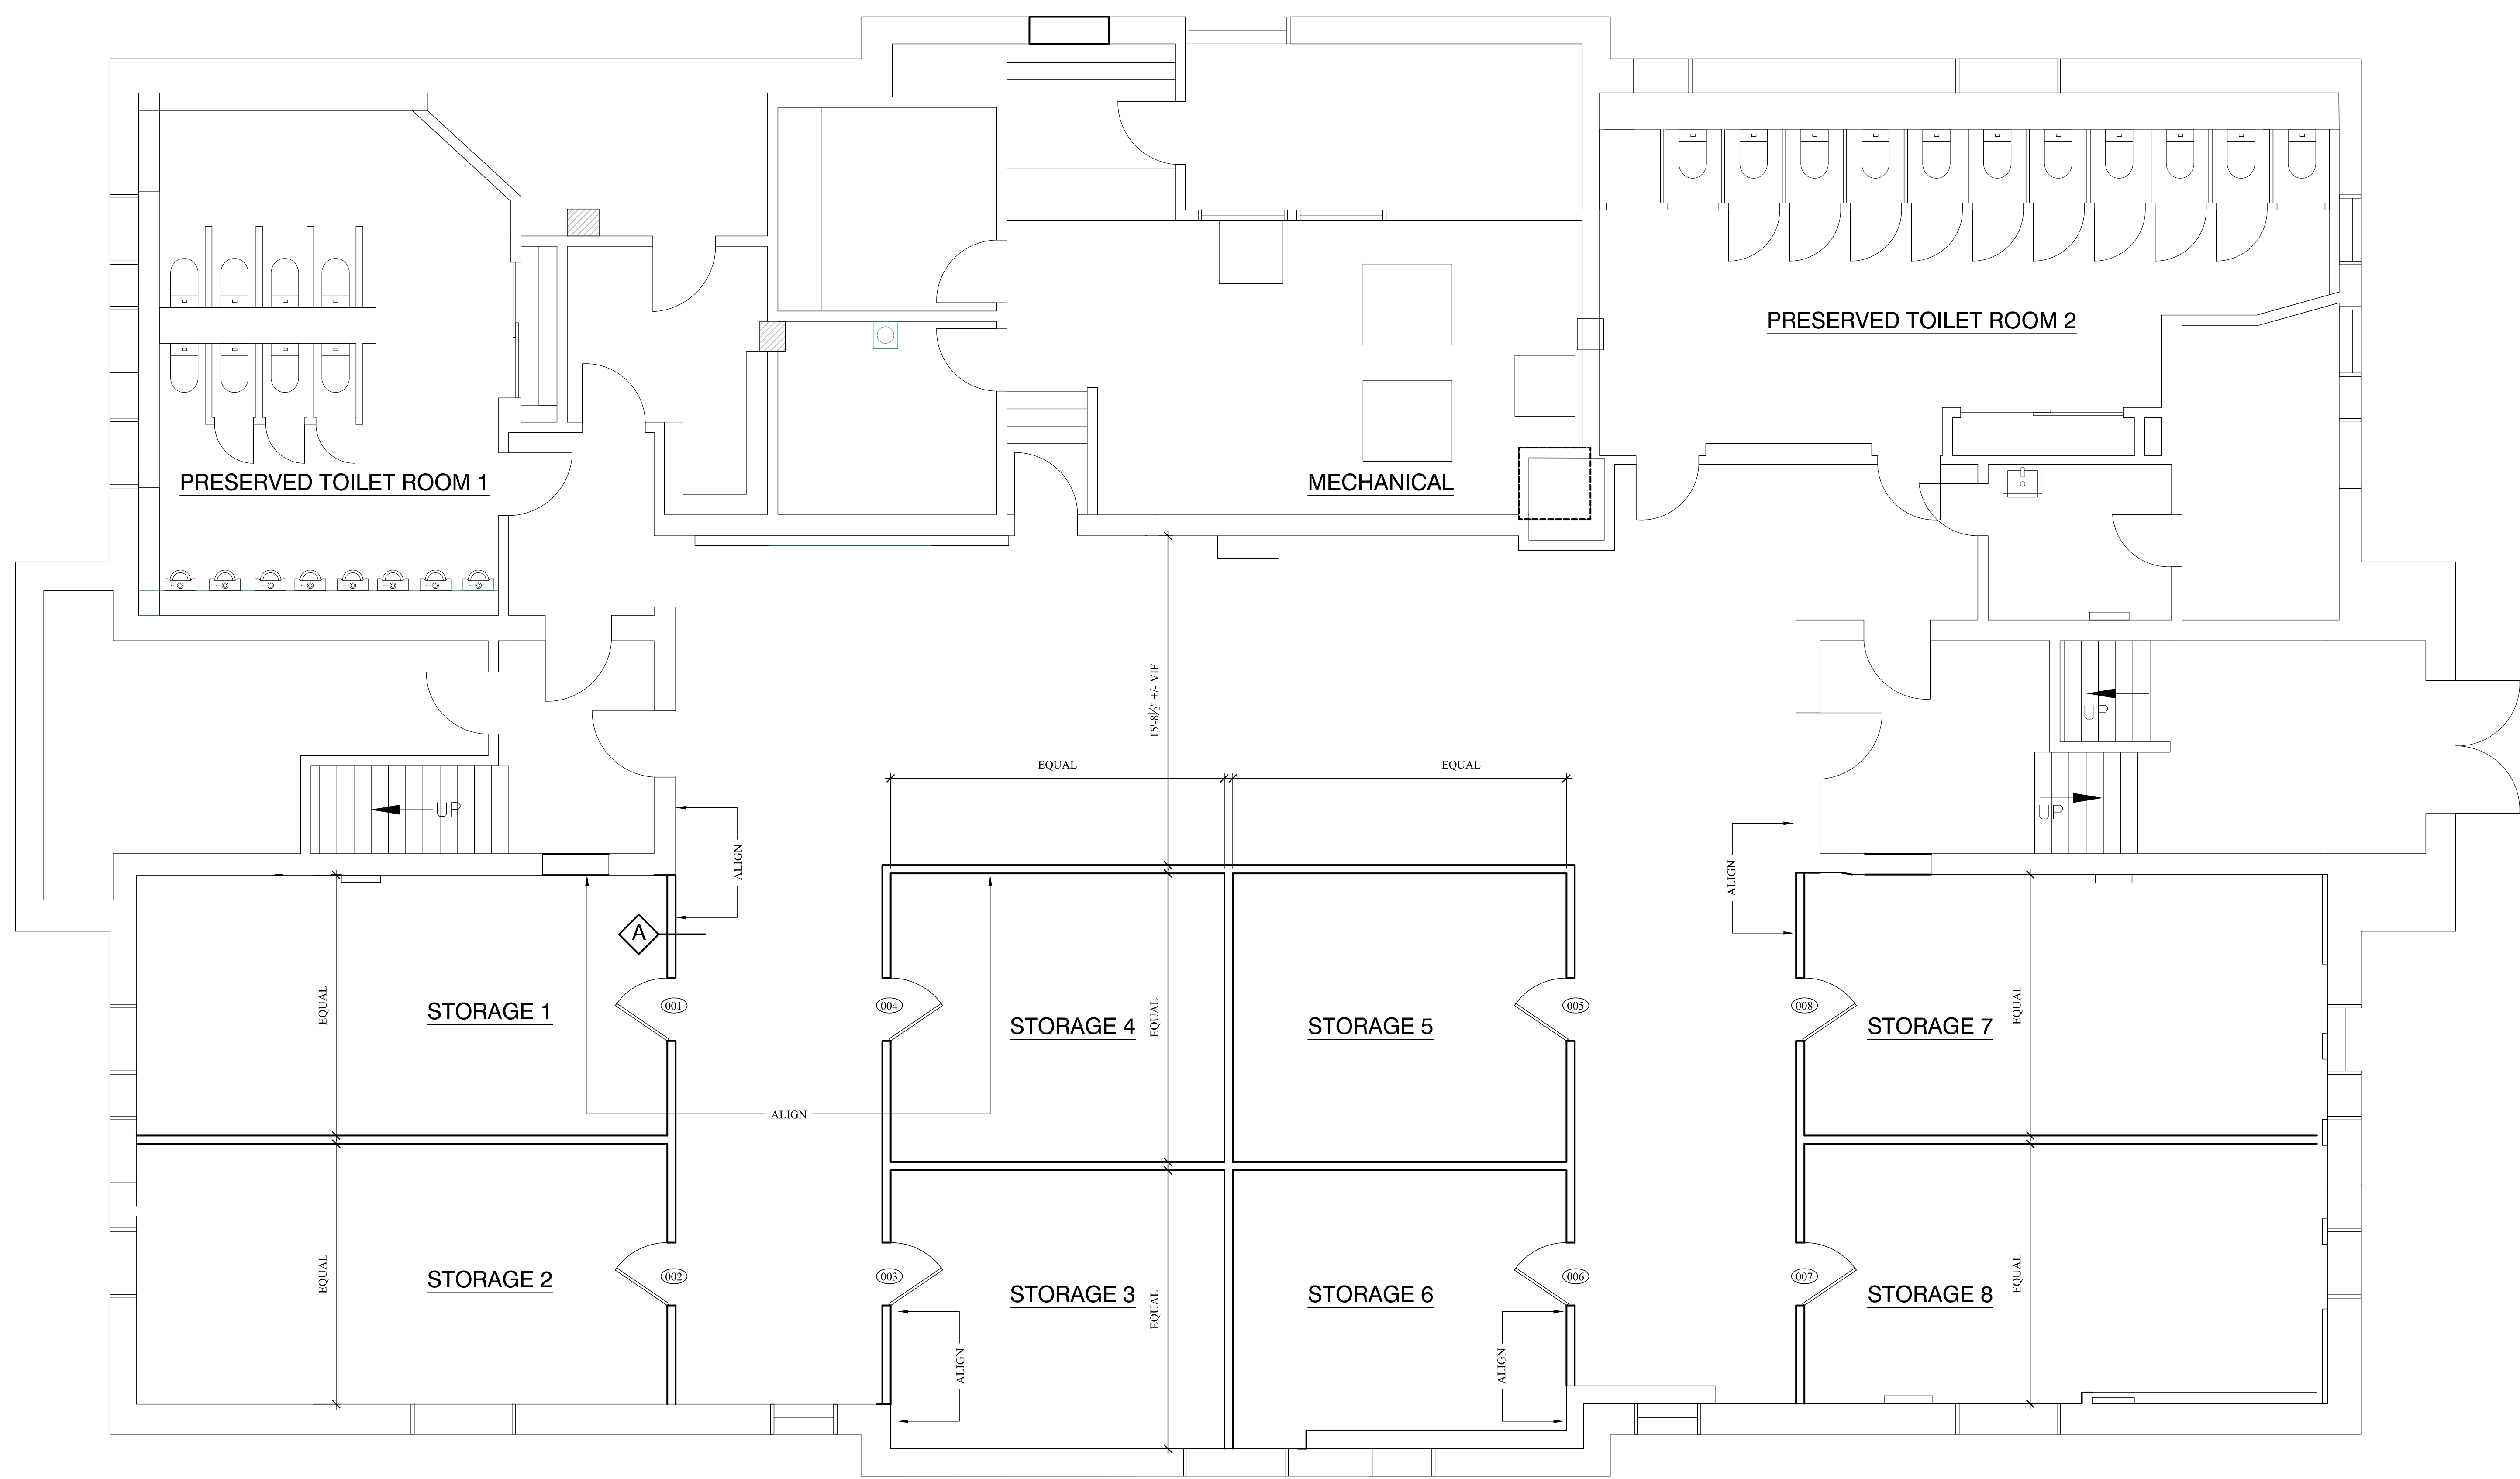 PRESERVED TOILET ROOM 2
PRESERVED TOILET ROOM 1
MECHANICAL
15'-8½" +/- VIF
UP
UP
UP
EQUAL
EQUAL
ALIGN
ALIGN
A
EQUAL
STORAGE 1
001
004
STORAGE 4
EQUAL
STORAGE 5
005
008
STORAGE 7
EQUAL
ALIGN
EQUAL
STORAGE 2
002
003
STORAGE 3
EQUAL
STORAGE 6
006
007
STORAGE 8
EQUAL
ALIGN
ALIGN